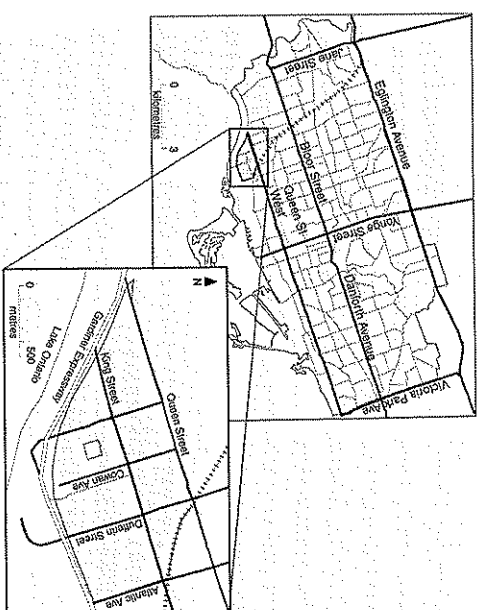 Eglington Avenue
Jane Street
Bloor Street
Yonge Street
Danforth Avenue
Queen St
West
Victoria Park Ave
0 3
kilometres
N
Queen Street
King Street
Gardiner Expressway
Cowan Ave
Dufferin Street
Atlantic Ave
Lake Ontario
0 500
metres